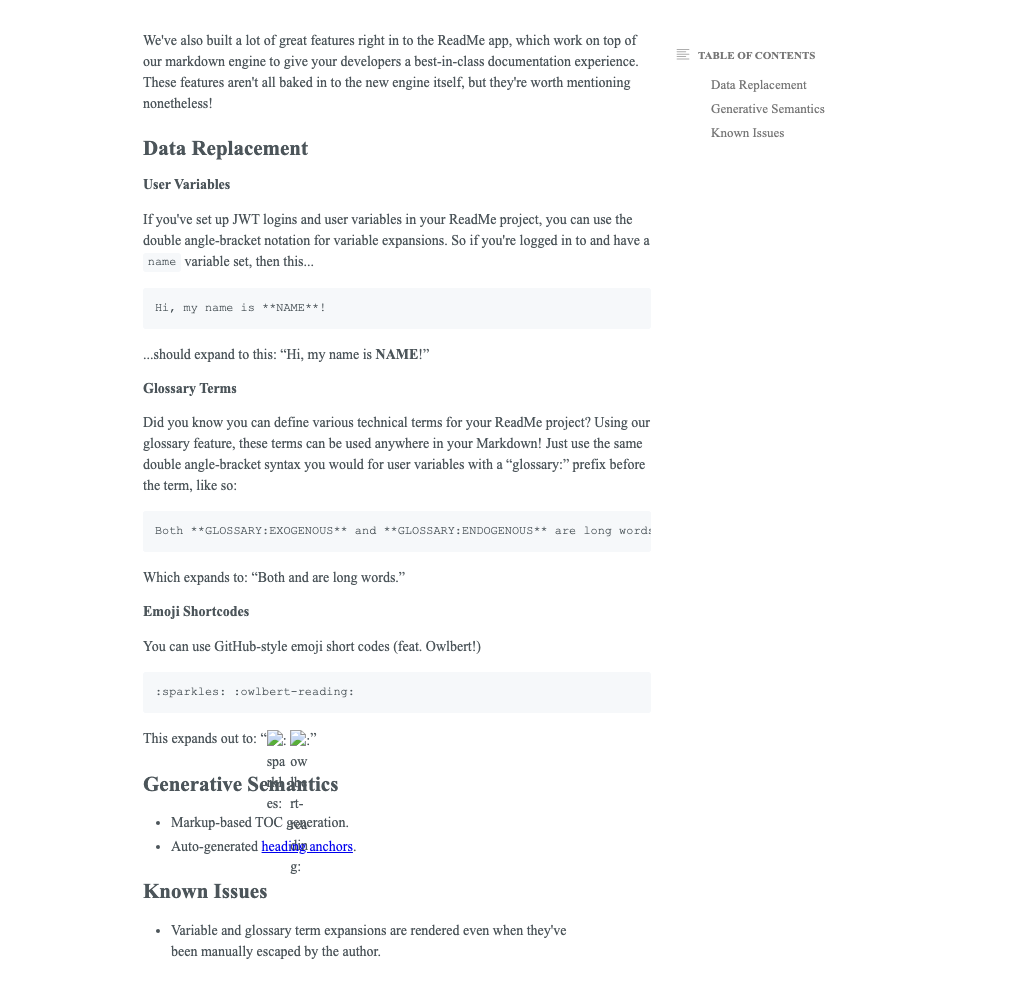 We've also built a lot of great features right in to the ReadMe app, which work on top of
our markdown engine to give your developers a best-in-class documentation experience.
These features aren't all baked in to the new engine itself, but they're worth mentioning
nonetheless!
TABLE OF CONTENTS
Data Replacement
Generative Semantics
Known Issues
Data Replacement
User Variables
If you've set up JWT logins and user variables in your ReadMe project, you can use the
double angle-bracket notation for variable expansions. So if you're logged in to and have a
name variable set, then this...
Hi, my name is **NAME**!
...should expand to this: “Hi, my name is NAME!”
Glossary Terms
Did you know you can define various technical terms for your ReadMe project? Using our
glossary feature, these terms can be used anywhere in your Markdown! Just use the same
double angle-bracket syntax you would for user variables with a “glossary:” prefix before
the term, like so:
Both **GLOSSARY:EXOGENOUS** and **GLOSSARY:ENDOGENOUS** are long words
Which expands to: “Both and are long words.”
Emoji Shortcodes
You can use GitHub-style emoji short codes (feat. Owlbert!)
:sparkles: :owlbert-reading:
This expands out to: “:sparkles: :owlbert-reading:”
Generative Semantics
• Markup-based TOC generation.
• Auto-generated heading anchors.
Known Issues
• Variable and glossary term expansions are rendered even when they've
been manually escaped by the author.